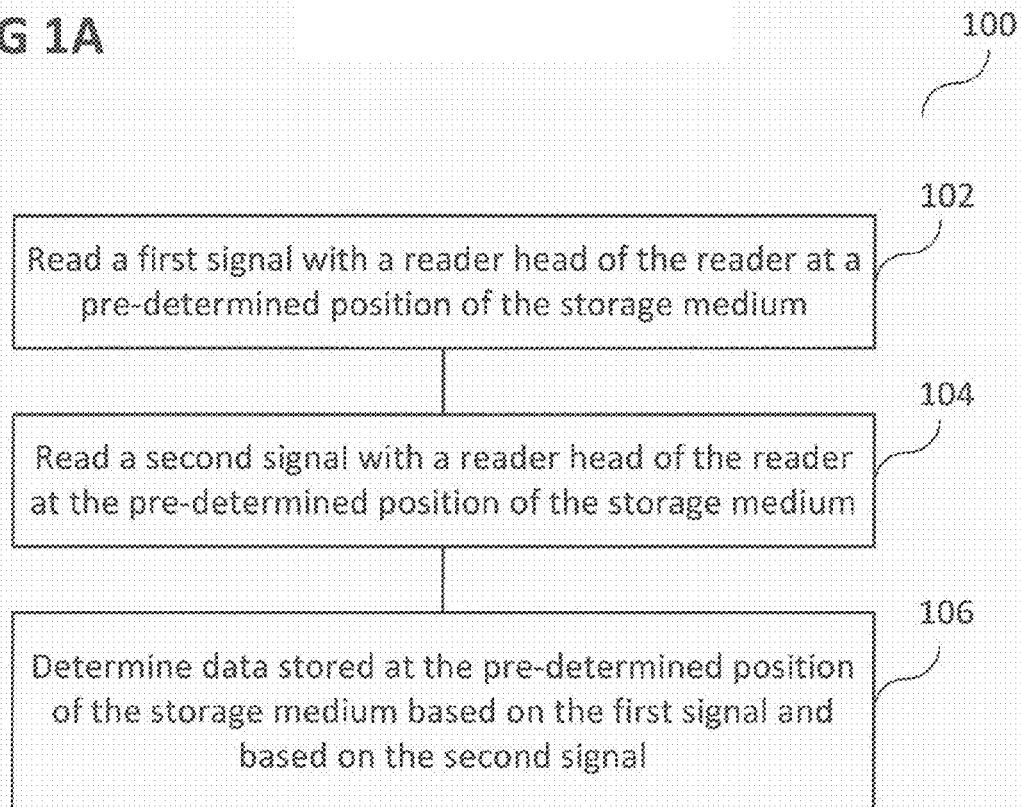 G 1A
100
102
Read a first signal with a reader head of the reader at a
pre-determined position of the storage medium
104
Read a second signal with a reader head of the reader
at the pre-determined position of the storage medium
106
Determine data stored at the pre-determined position
of the storage medium based on the first signal and
based on the second signal